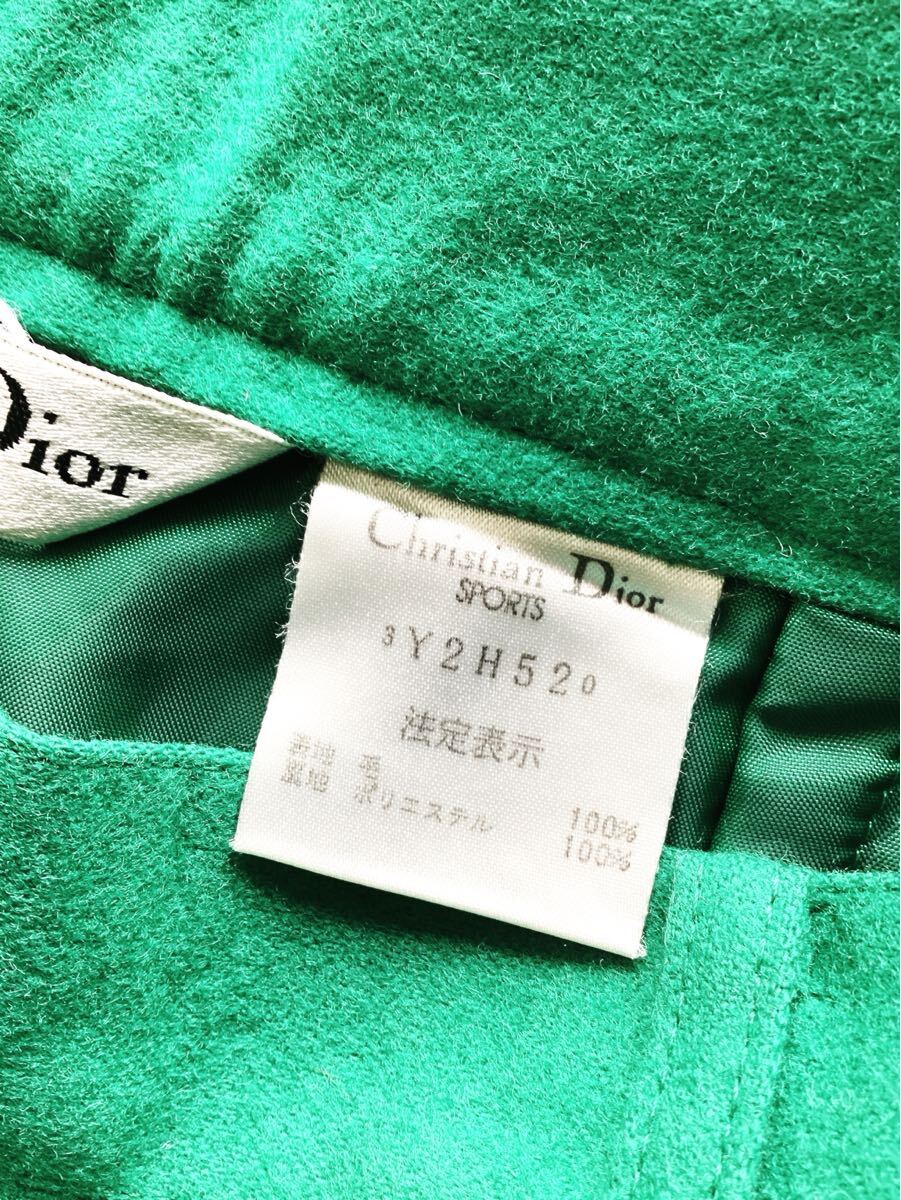 Dior
Christian Dior
SPORTS
3Y2H520
法定表示
表地 毛 100%
裏地 ポリエステル 100%